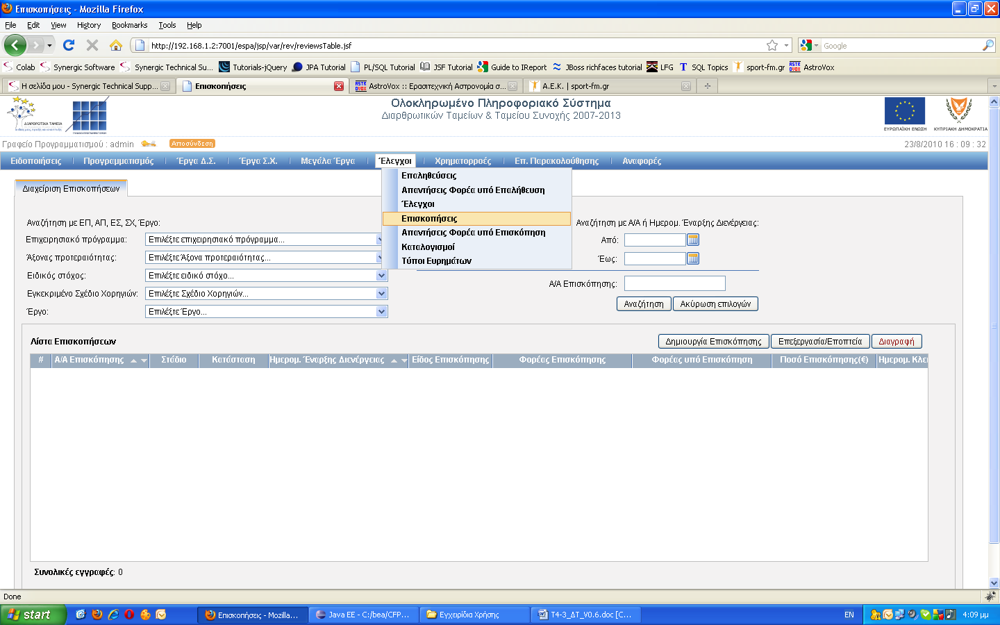 Επισκοπήσεις - Mozilla Firefox
File Edit View History Bookmarks Tools Help
http://192.168.1.2:7001/espa/jsp/var/rev/reviewsTable.jsf
Google
Colab Synergic Software Synergic Technical Su... Tutorials-jQuery JPA Tutorial PL/SQL Tutorial JSF Tutorial Guide to IReport JBoss richfaces tutorial LFG SQL Topics sport-fm.gr AstroVox
Η σελίδα μου - Synergic Technical Supp... Επισκοπήσεις AstroVox :: Ερασιτεχνική Αστρονομία σ... Α.Ε.Κ. | sport-fm.gr
Ολοκληρωμένο Πληροφοριακό Σύστημα
Διαρθρωτικών Ταμείων & Ταμείου Συνοχής 2007-2013
ΔΙΑΡΘΡΩΤΙΚΑ ΤΑΜΕΙΑ
ΕΥΡΩΠΑΪΚΗ ΕΝΩΣΗ ΚΥΠΡΙΑΚΗ ΔΗΜΟΚΡΑΤΙΑ
Γραφείο Προγραμματισμού : admin Αποσύνδεση 23/8/2010 16 : 09 : 32
Ειδοποιήσεις Προγραμματισμός Έργα Δ.Σ. Έργα Σ.Χ. Μεγάλα Έργα Έλεγχοι Χρηματορροές Επ. Παρακολούθησης Αναφορές
Επαληθεύσεις
Απαντήσεις Φορέα υπό Επαλήθευση
Έλεγχοι
Επισκοπήσεις
Απαντήσεις Φορέα υπό Επισκόπηση
Καταλογισμοί
Τύποι Ευρημάτων
Διαχείριση Επισκοπήσεων
Αναζήτηση με ΕΠ, ΑΠ, ΕΣ, ΣΧ, Έργο:
Επιχειρησιακό πρόγραμμα: Επιλέξτε επιχειρησιακό πρόγραμμα...
Άξονας προτεραιότητας: Επιλέξτε Άξονα προτεραιότητας...
Ειδικός στόχος: Επιλέξτε ειδικό στόχο...
Εγκεκριμένο Σχέδιο Χορηγιών: Επιλέξτε Σχέδιο Χορηγιών...
Έργο: Επιλέξτε Έργο...
Αναζήτηση με Α/Α ή Ημερομ. Έναρξης Διενέργειας:
Από:
Έως:
Α/Α Επισκόπησης:
Αναζήτηση Ακύρωση επιλογών
Λίστα Επισκοπήσεων Δημιουργία Επισκόπησης Επεξεργασία/Εποπτεία Διαγραφή
# Α/Α Επισκόπησης Στάδιο Κατάσταση Ημερομ. Έναρξης Διενέργειας Είδος Επισκόπησης Φορέας Επισκόπησης Φορέας υπό Επισκόπηση Ποσό Επισκόπησης(€) Ημερομ. Κλει
Συνολικές εγγραφές: 0
Done
start Επισκοπήσεις - Mozilla... Java EE - C:/bea/CFP... Εγχειρίδια Χρήσης T4-3_ΔΤ_V0.6.doc [C... EN 4:09 μμ